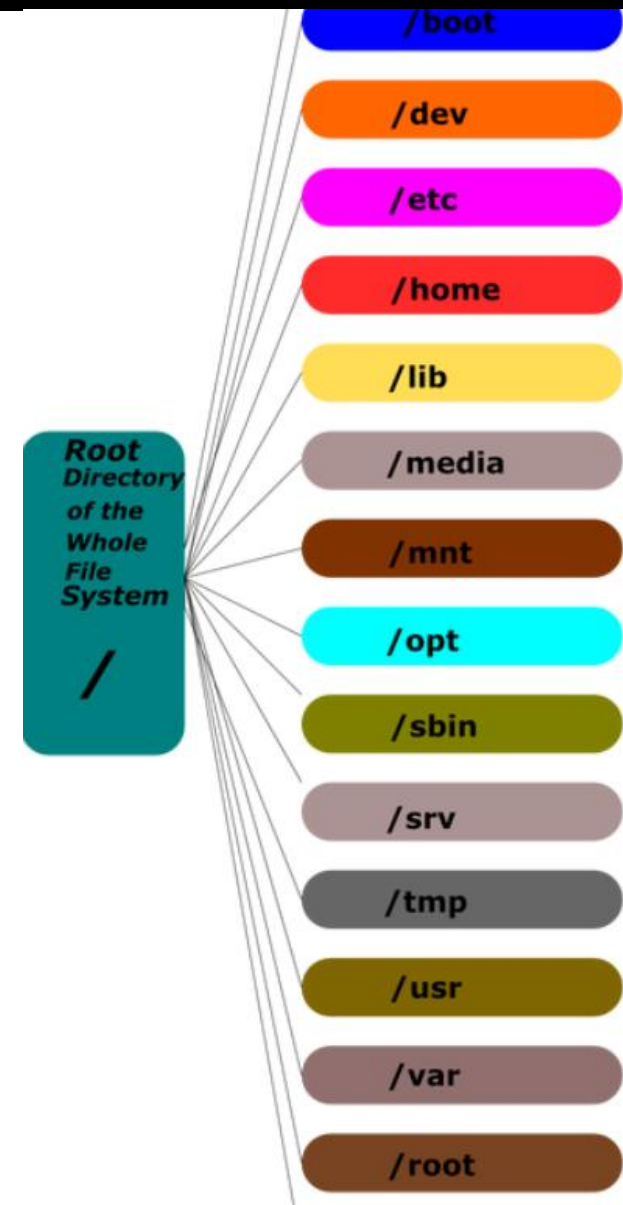 /boot
/dev
/etc
/home
/lib
/media
/mnt
/opt
/sbin
/srv
/tmp
/usr
/var
/root
Root
Directory
of the
Whole
File
System
/